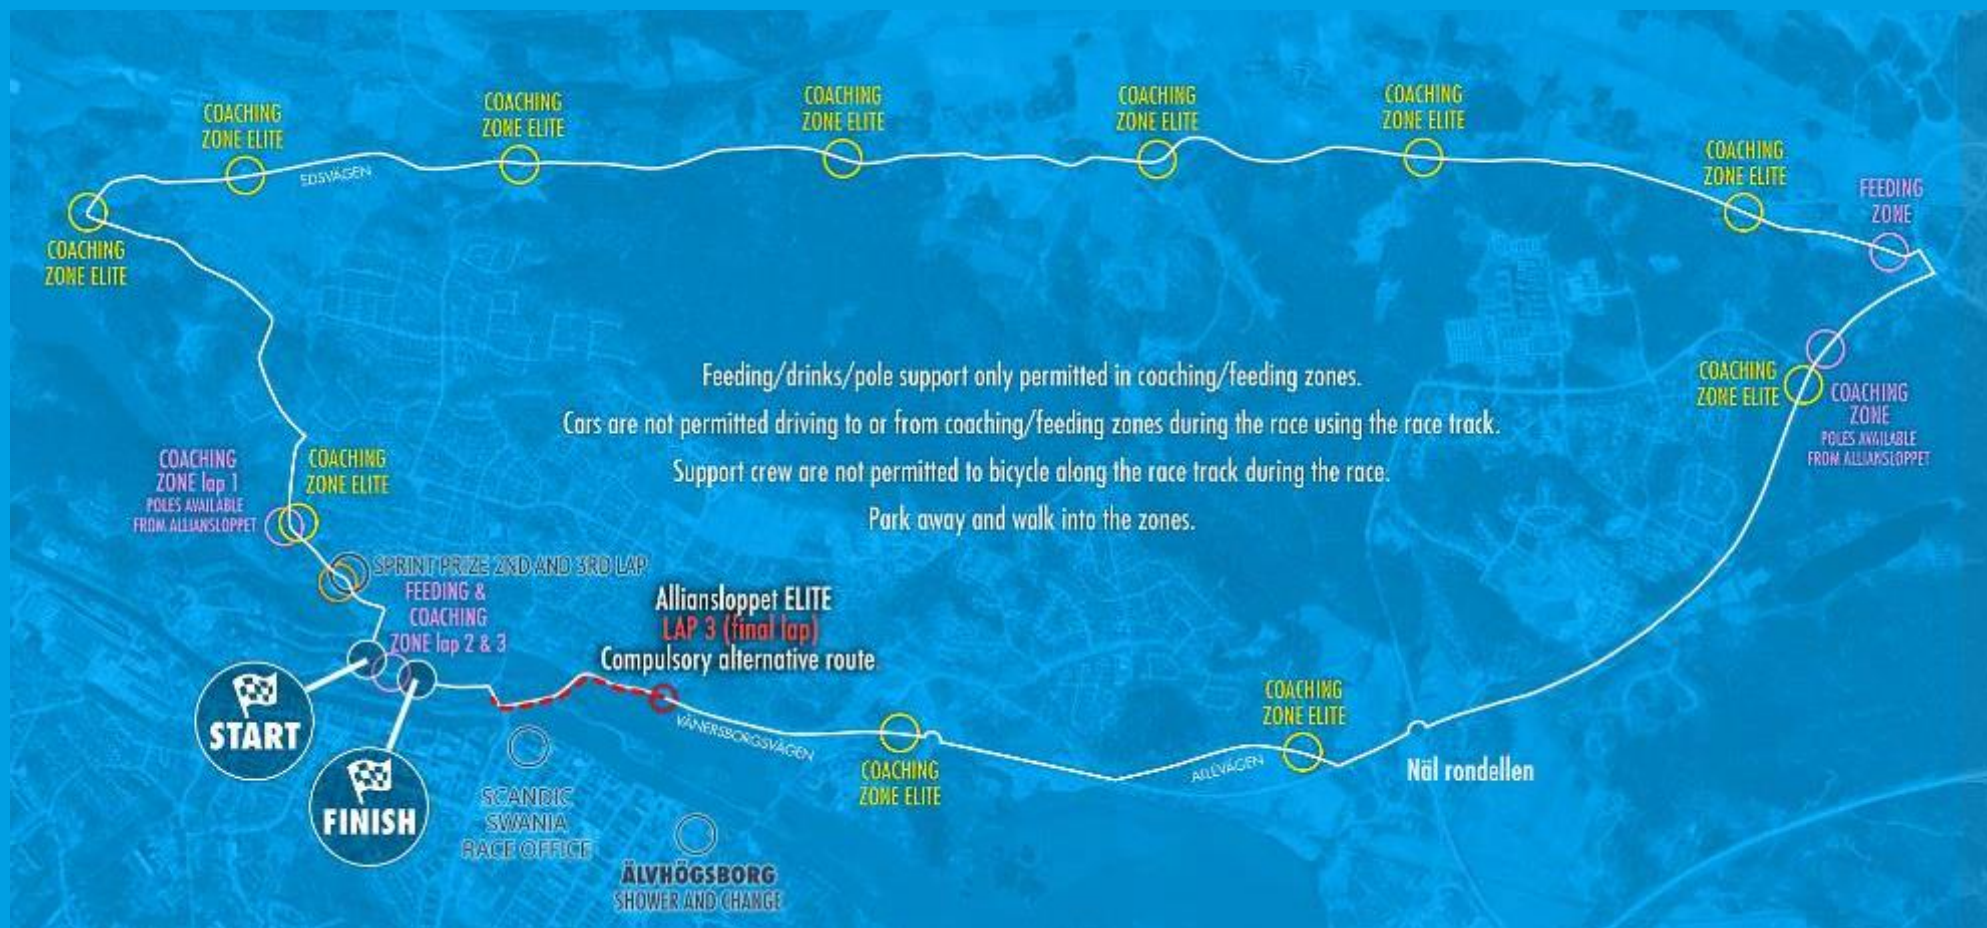 COACHING
ZONE ELITE
COACHING
ZONE ELITE
COACHING
ZONE ELITE
COACHING
ZONE ELITE
COACHING
ZONE ELITE
COACHING
ZONE ELITE
FEEDING
ZONE
EDSVÄGEN
COACHING
ZONE ELITE
Feeding/drinks/pole support only permitted in coaching/feeding zones.
Cars are not permitted driving to or from coaching/feeding zones during the race using the race track.
Support crew are not permitted to bicycle along the race track during the race.
Park away and walk into the zones.
COACHING
ZONE ELITE
COACHING
ZONE
POLES AVAILABLE
FROM ALLIANSLOPPET
COACHING
ZONE lap 1
POLES AVAILABLE
FROM ALLIANSLOPPET
COACHING
ZONE ELITE
SPRINT PRIZE 2ND AND 3RD LAP
FEEDING &
COACHING
ZONE lap 2 & 3
Alliansloppet ELITE
LAP 3 (final lap)
Compulsory alternative route
START
FINISH
VÄNERSBORGSVÄGEN
COACHING
ZONE ELITE
ALLÉVÄGEN
COACHING
ZONE ELITE
Näl rondellen
SCANDIC
SWANIA
RACE OFFICE
ÄLVHÖGSBORG
SHOWER AND CHANGE